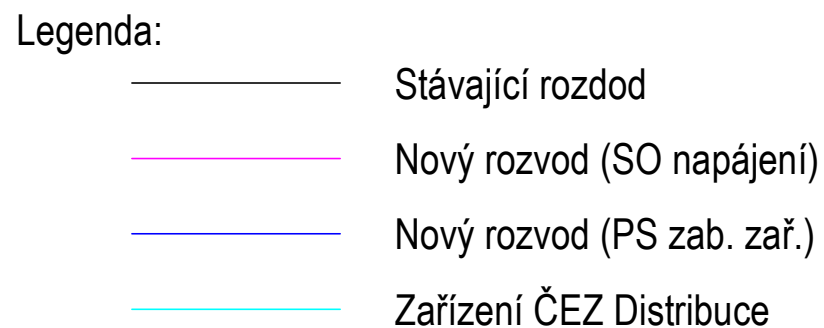 Legenda:
Stávající rozdod
Nový rozvod (SO napájení)
Nový rozvod (PS zab. zař.)
Zařízení ČEZ Distribuce